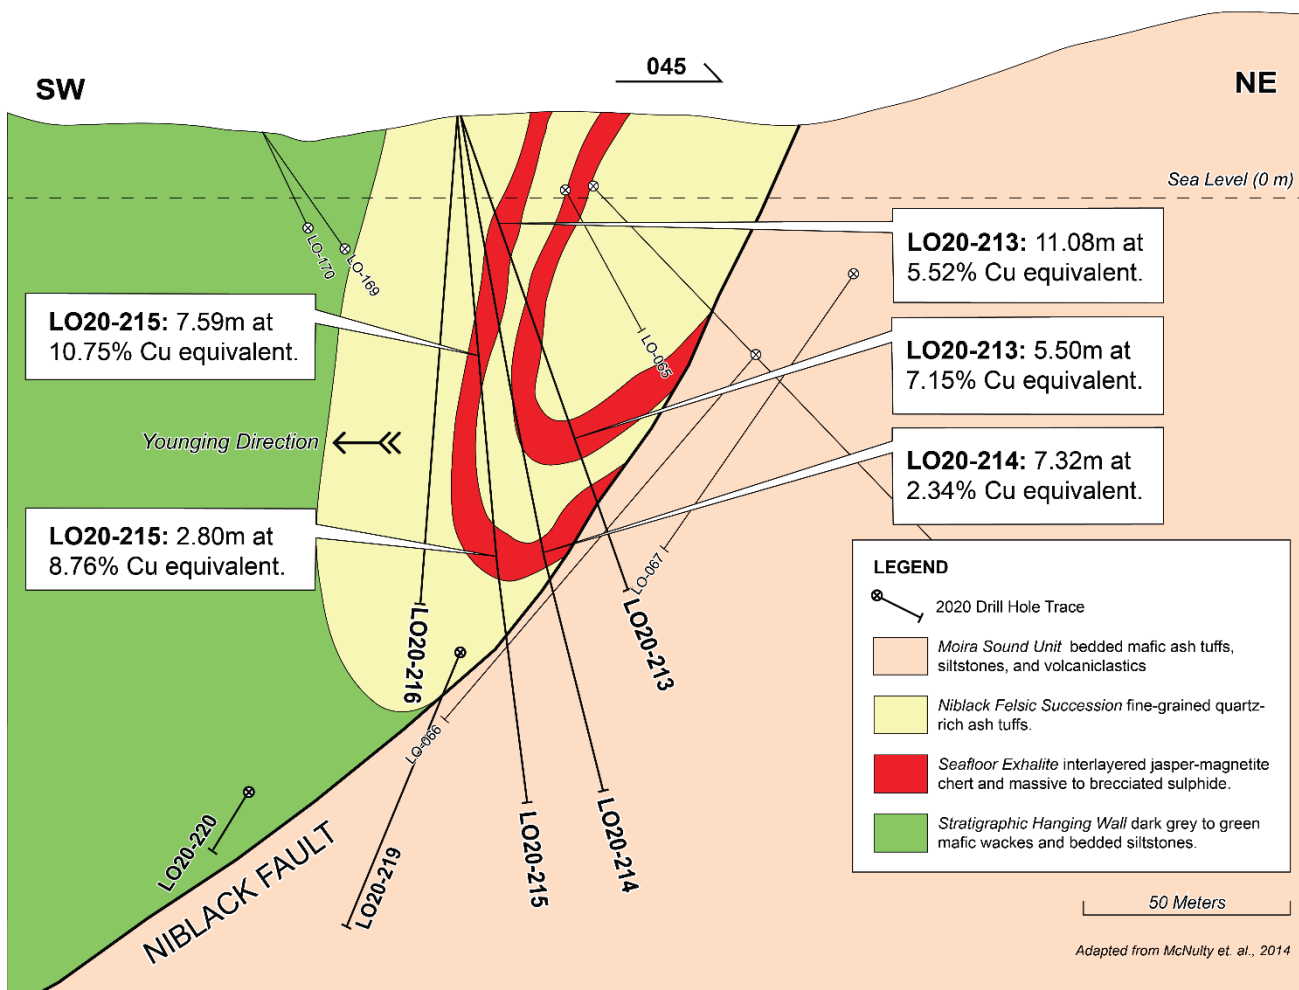 045
SW
NE
Sea Level (0 m)
LO-170
LO-169
LO20-213: 11.08m at
5.52% Cu equivalent.
LO20-215: 7.59m at
10.75% Cu equivalent.
LO-065
LO20-213: 5.50m at
7.15% Cu equivalent.
Younging Direction
LO20-214: 7.32m at
2.34% Cu equivalent.
LO20-215: 2.80m at
8.76% Cu equivalent.
LO-067
LO20-216
LO20-213
LO-066
LO20-220
LO20-219
LO20-215
LO20-214
NIBLACK FAULT
LEGEND
2020 Drill Hole Trace
Moira Sound Unit bedded mafic ash tuffs,
siltstones, and volcaniclastics
Niblack Felsic Succession fine-grained quartz-
rich ash tuffs.
Seafloor Exhalite interlayered jasper-magnetite
chert and massive to brecciated sulphide.
Stratigraphic Hanging Wall dark grey to green
mafic wackes and bedded siltstones.
50 Meters
Adapted from McNulty et. al., 2014